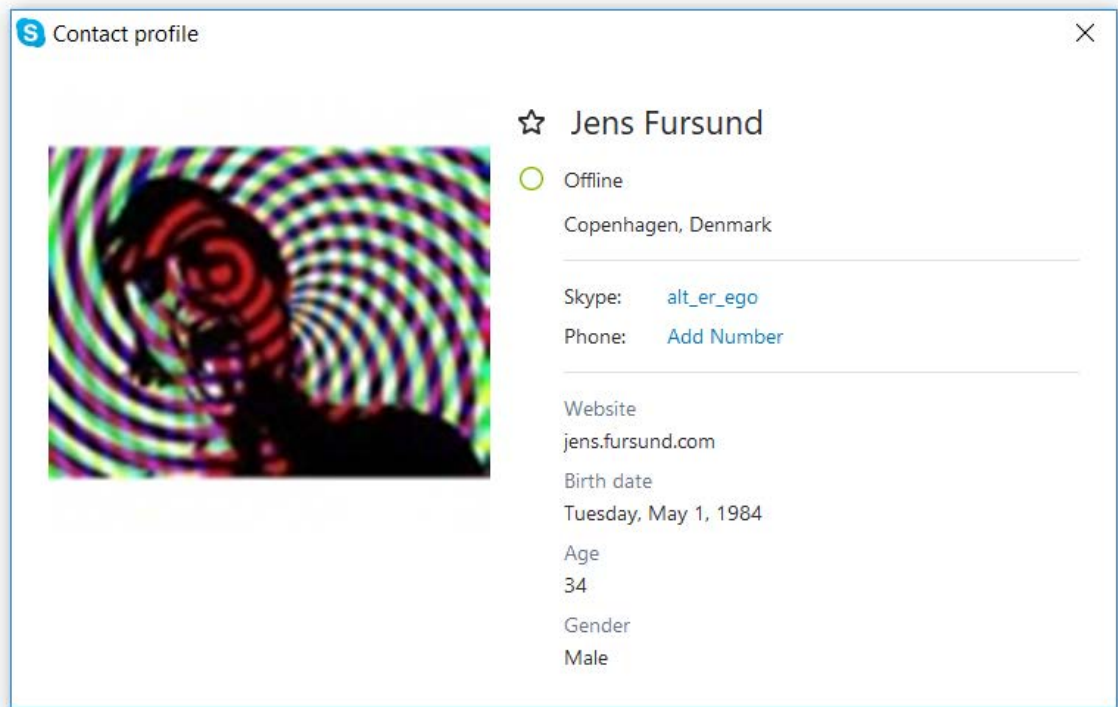 Contact profile
Jens Fursund
Offline
Copenhagen, Denmark
Skype: alt_er_ego
Phone: Add Number
Website
jens.fursund.com
Birth date
Tuesday, May 1, 1984
Age
34
Gender
Male